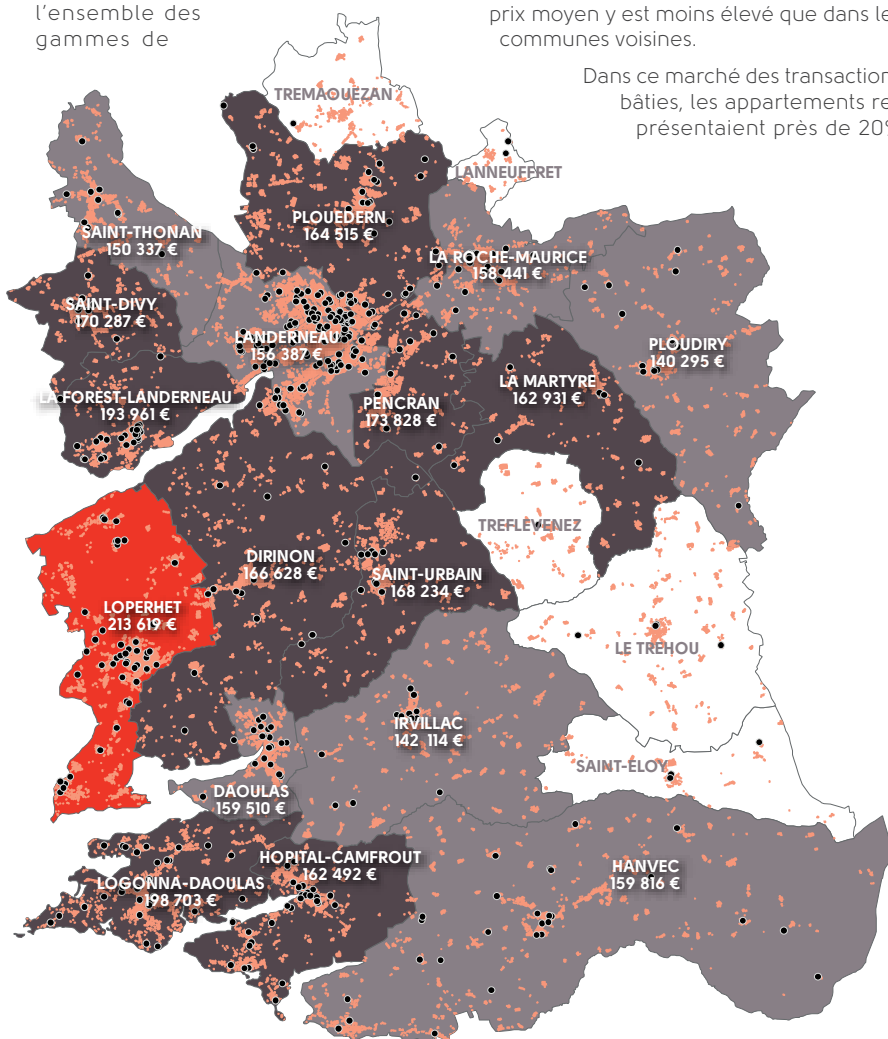 l'ensemble des
gammes de
prix moyen y est moins élevé que dans le
communes voisines.
Dans ce marché des transaction
bâties, les appartements re
présentaient près de 20%
TREMAOUEZAN
LANNEUFFRET
PLOUEDERN
164 515 €
SAINT-THONAN
150 337 €
LA ROCHE-MAURICE
158 441 €
SAINT-DIVY
170 287 €
LANDERNEAU
156 387 €
PLOUDIRY
140 295 €
LA MARTYRE
162 931 €
LA FOREST-LANDERNEAU
193 961 €
PENCRAN
173 828 €
TREFLEVENEZ
DIRINON
166 628 €
SAINT-URBAIN
168 234 €
LOPERHET
213 619 €
LE TREHOU
IRVILLAC
142 114 €
SAINT-ELOY
DAOULAS
159 510 €
HOPITAL-CAMFROUT
162 492 €
HANVEC
159 816 €
LOGONNA-DAOULAS
198 703 €